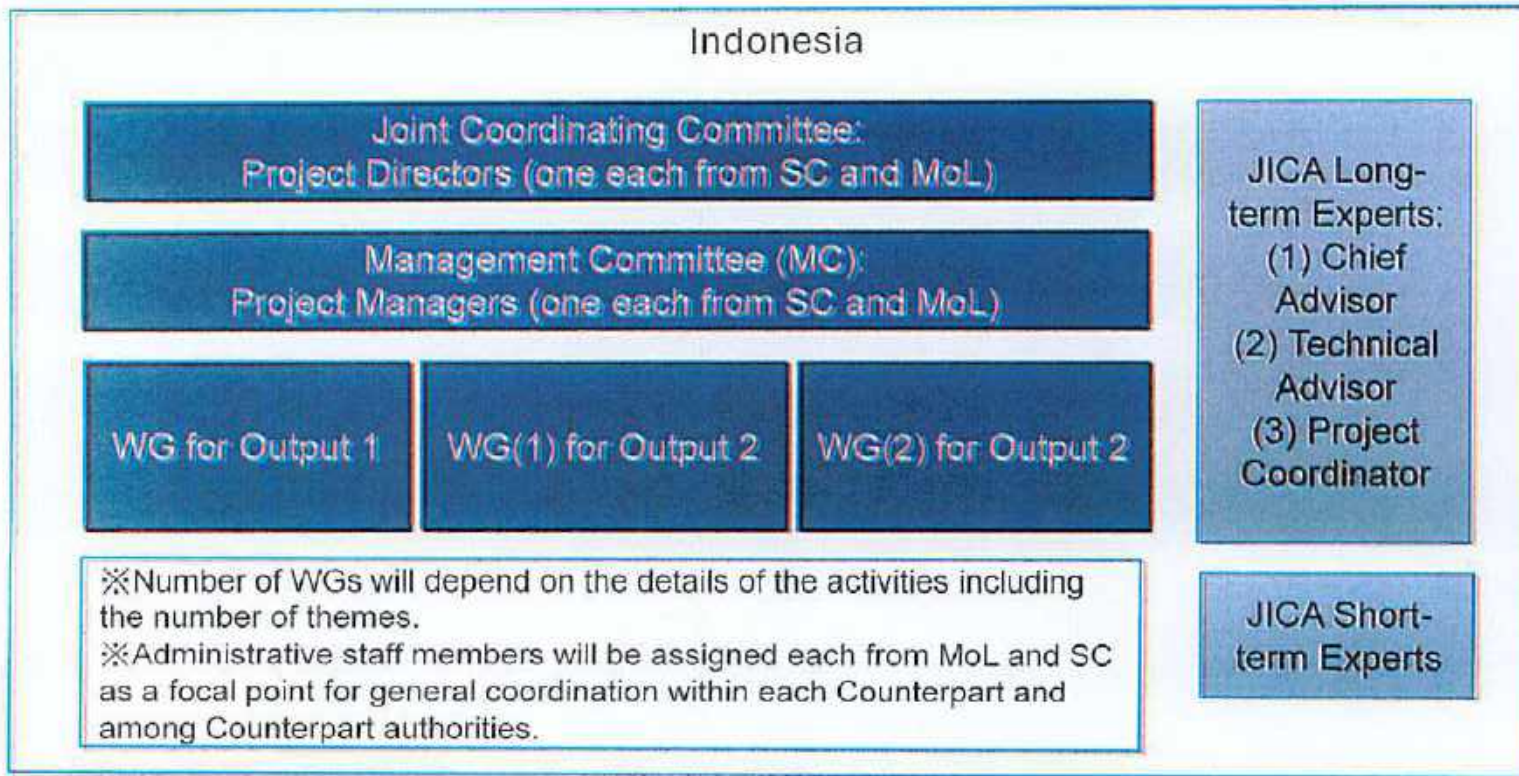 Indonesia
Joint Coordinating Committee:
Project Directors (one each from SC and MoL)
Management Committee (MC):
Project Managers (one each from SC and MoL)
WG for Output 1
WG(1) for Output 2
WG(2) for Output 2
※Number of WGs will depend on the details of the activities including
the number of themes.
※Administrative staff members will be assigned each from MoL and SC
as a focal point for general coordination within each Counterpart and
among Counterpart authorities.
JICA Long-
term Experts:
(1) Chief
Advisor
(2) Technical
Advisor
(3) Project
Coordinator
JICA Short-
term Experts